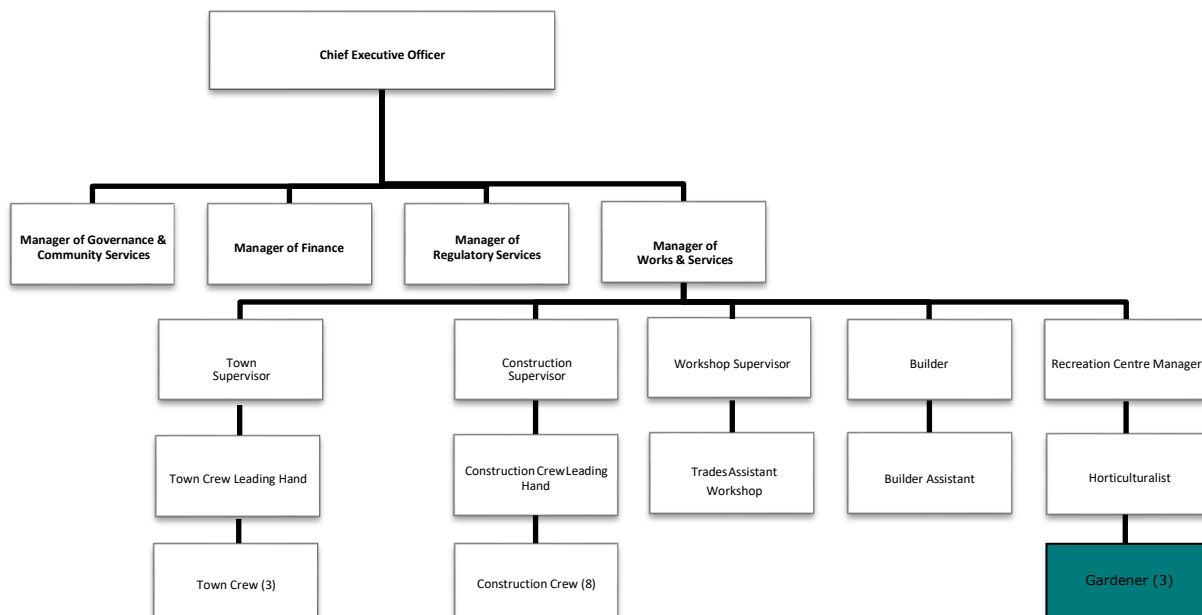 Chief Executive Officer
Manager of Governance &
Community Services
Manager of Finance
Manager of
Regulatory Services
Manager of
Works & Services
Town
Supervisor
Construction
Supervisor
Workshop Supervisor
Builder
Recreation Centre Manager
Town Crew Leading Hand
Construction Crew Leading
Hand
Trades Assistant
Workshop
Builder Assistant
Horticulturalist
Town Crew (3)
Construction Crew (8)
Gardener (3)